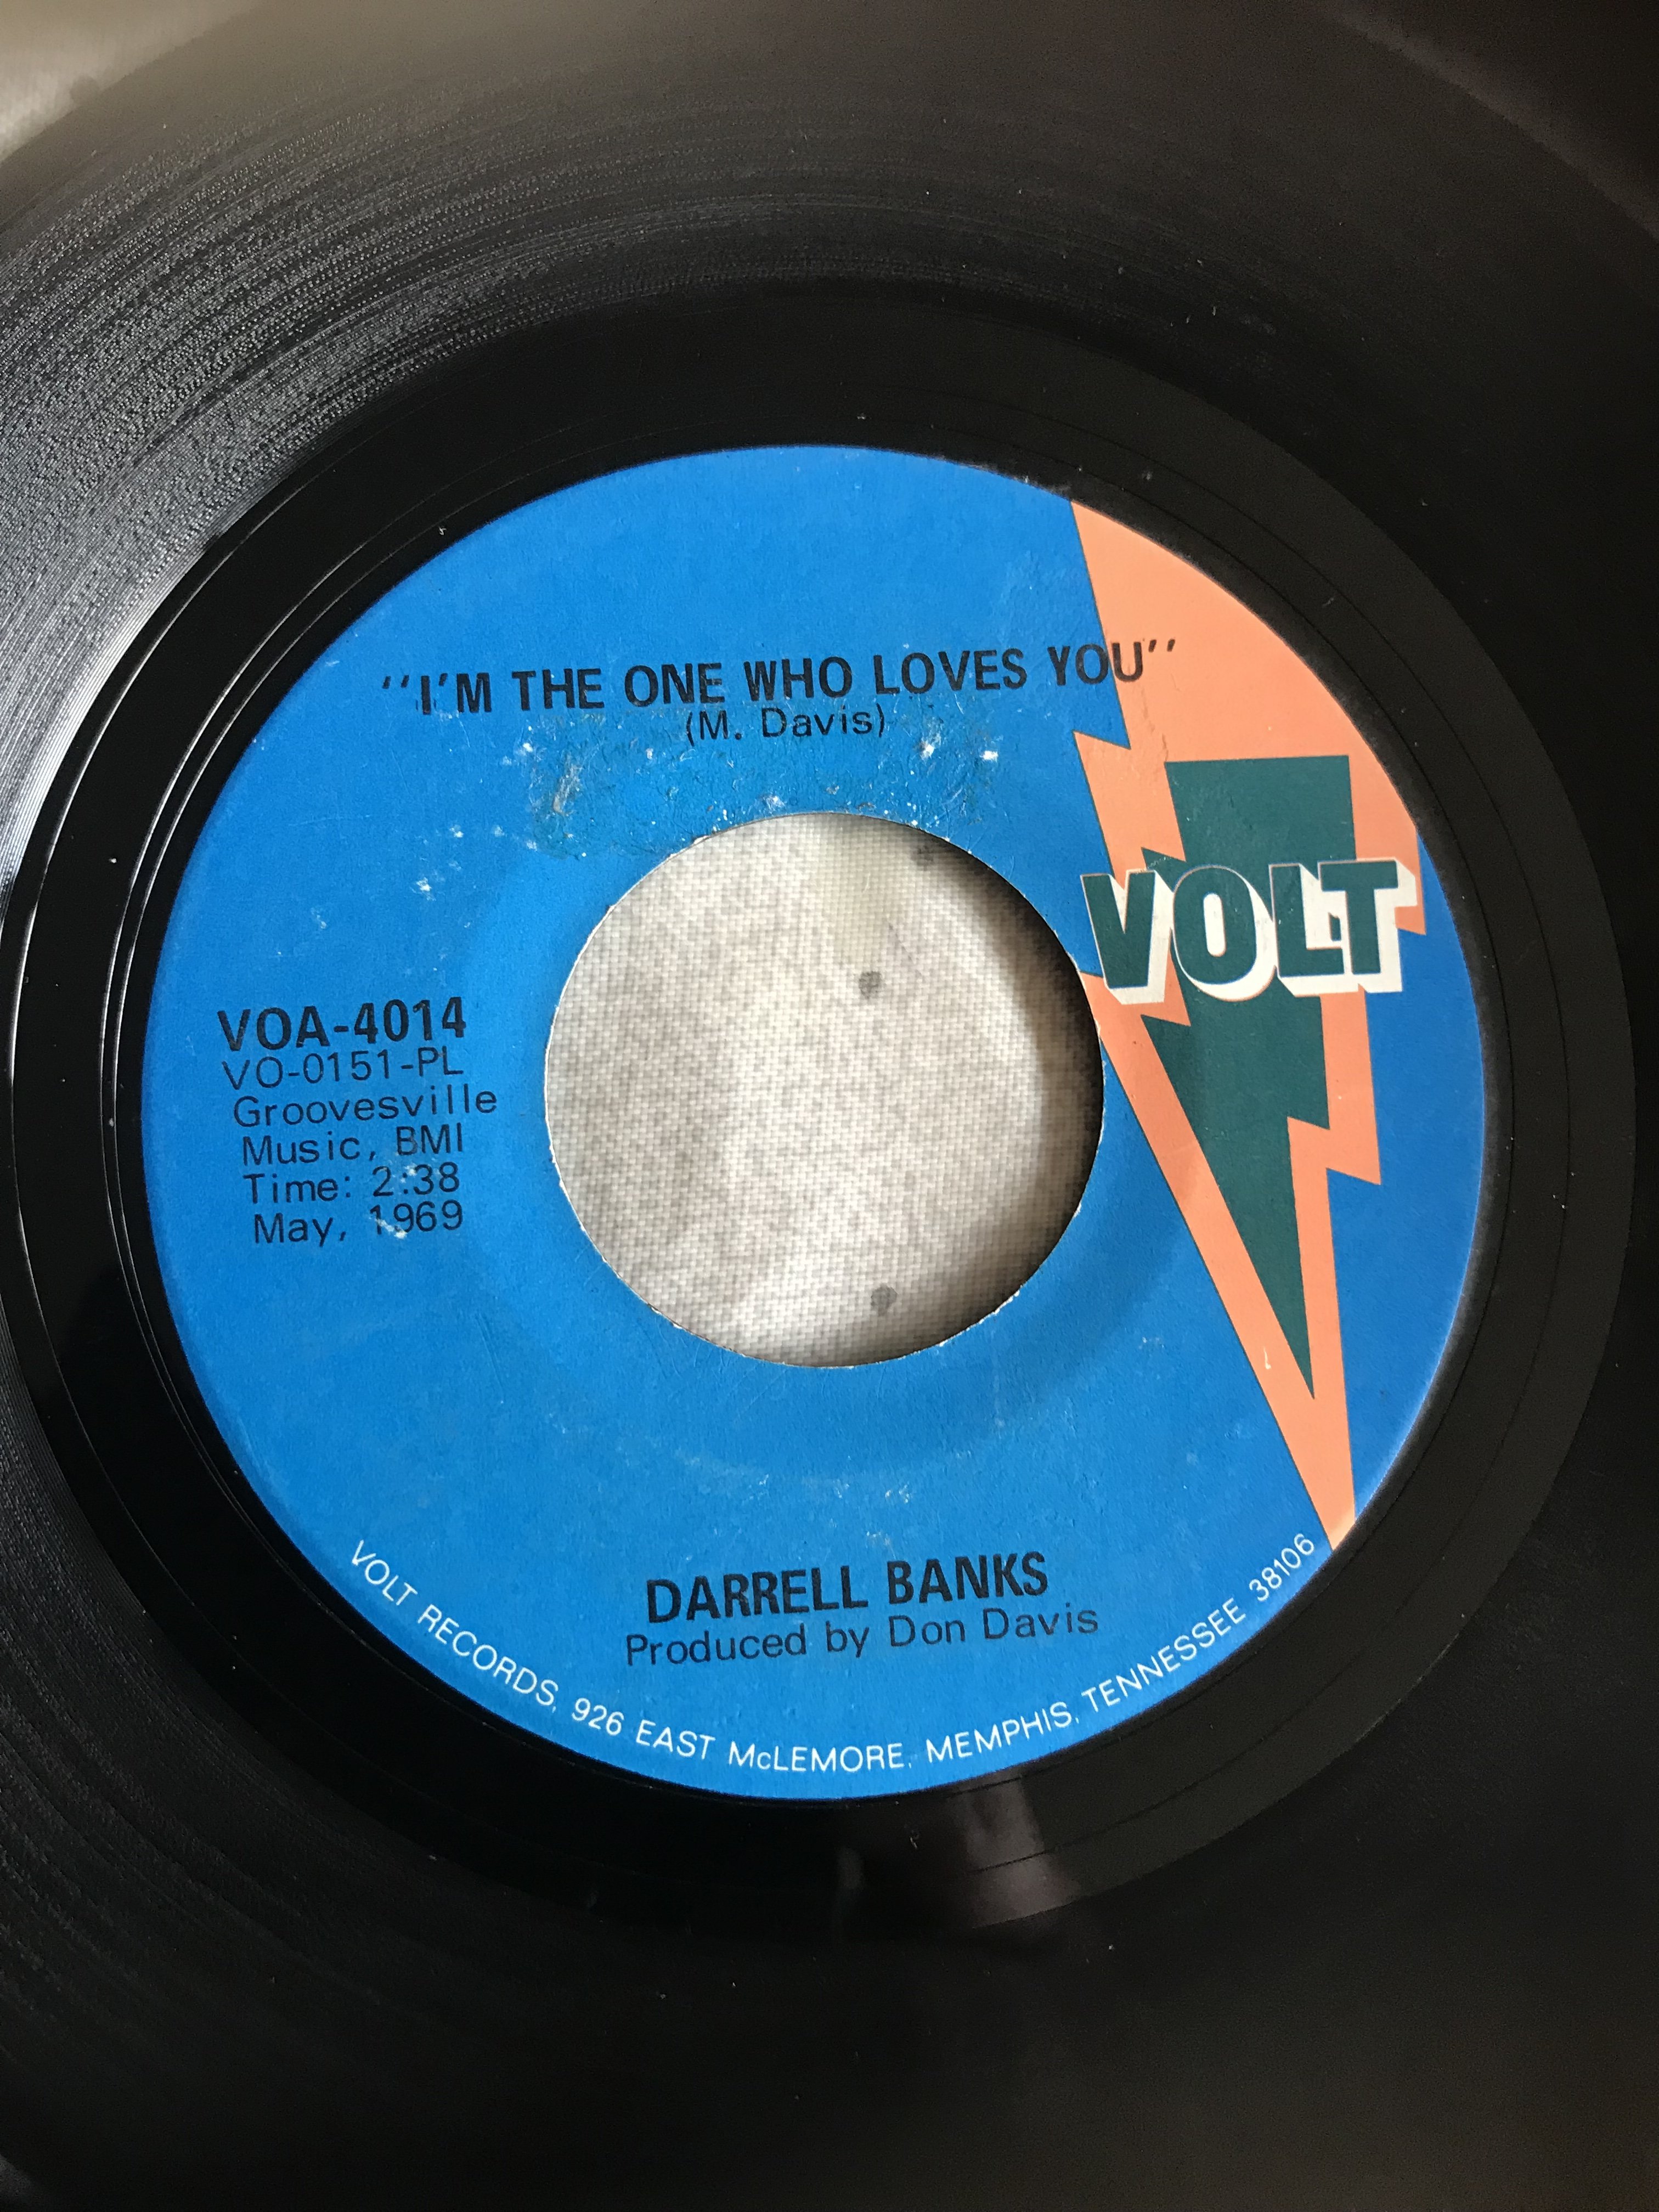 "I'M THE ONE WHO LOVES YOU"
(M. Davis)
VOLT
VOA-4014
VO-0151-PL
Groovesville
Music, BMI
Time: 2:38
May, 1969
DARRELL BANKS
Produced by Don Davis
VOLT RECORDS, 926 EAST McLEMORE, MEMPHIS, TENNESSEE 38106